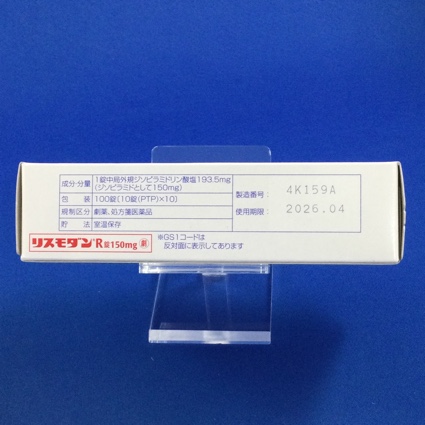 成分・分量 1錠中局外規ジソピラミドリン酸塩193.5mg
(ジソピラミドとして150mg)
包　装 100錠(10錠(PTP)×10)
規制区分 劇薬、処方箋医薬品
貯　法 室温保存
製造番号: 4K159A
使用期限: 2026.04
リスモダン®R錠150mg 劇
※GS1コードは
反対面に表示してあります